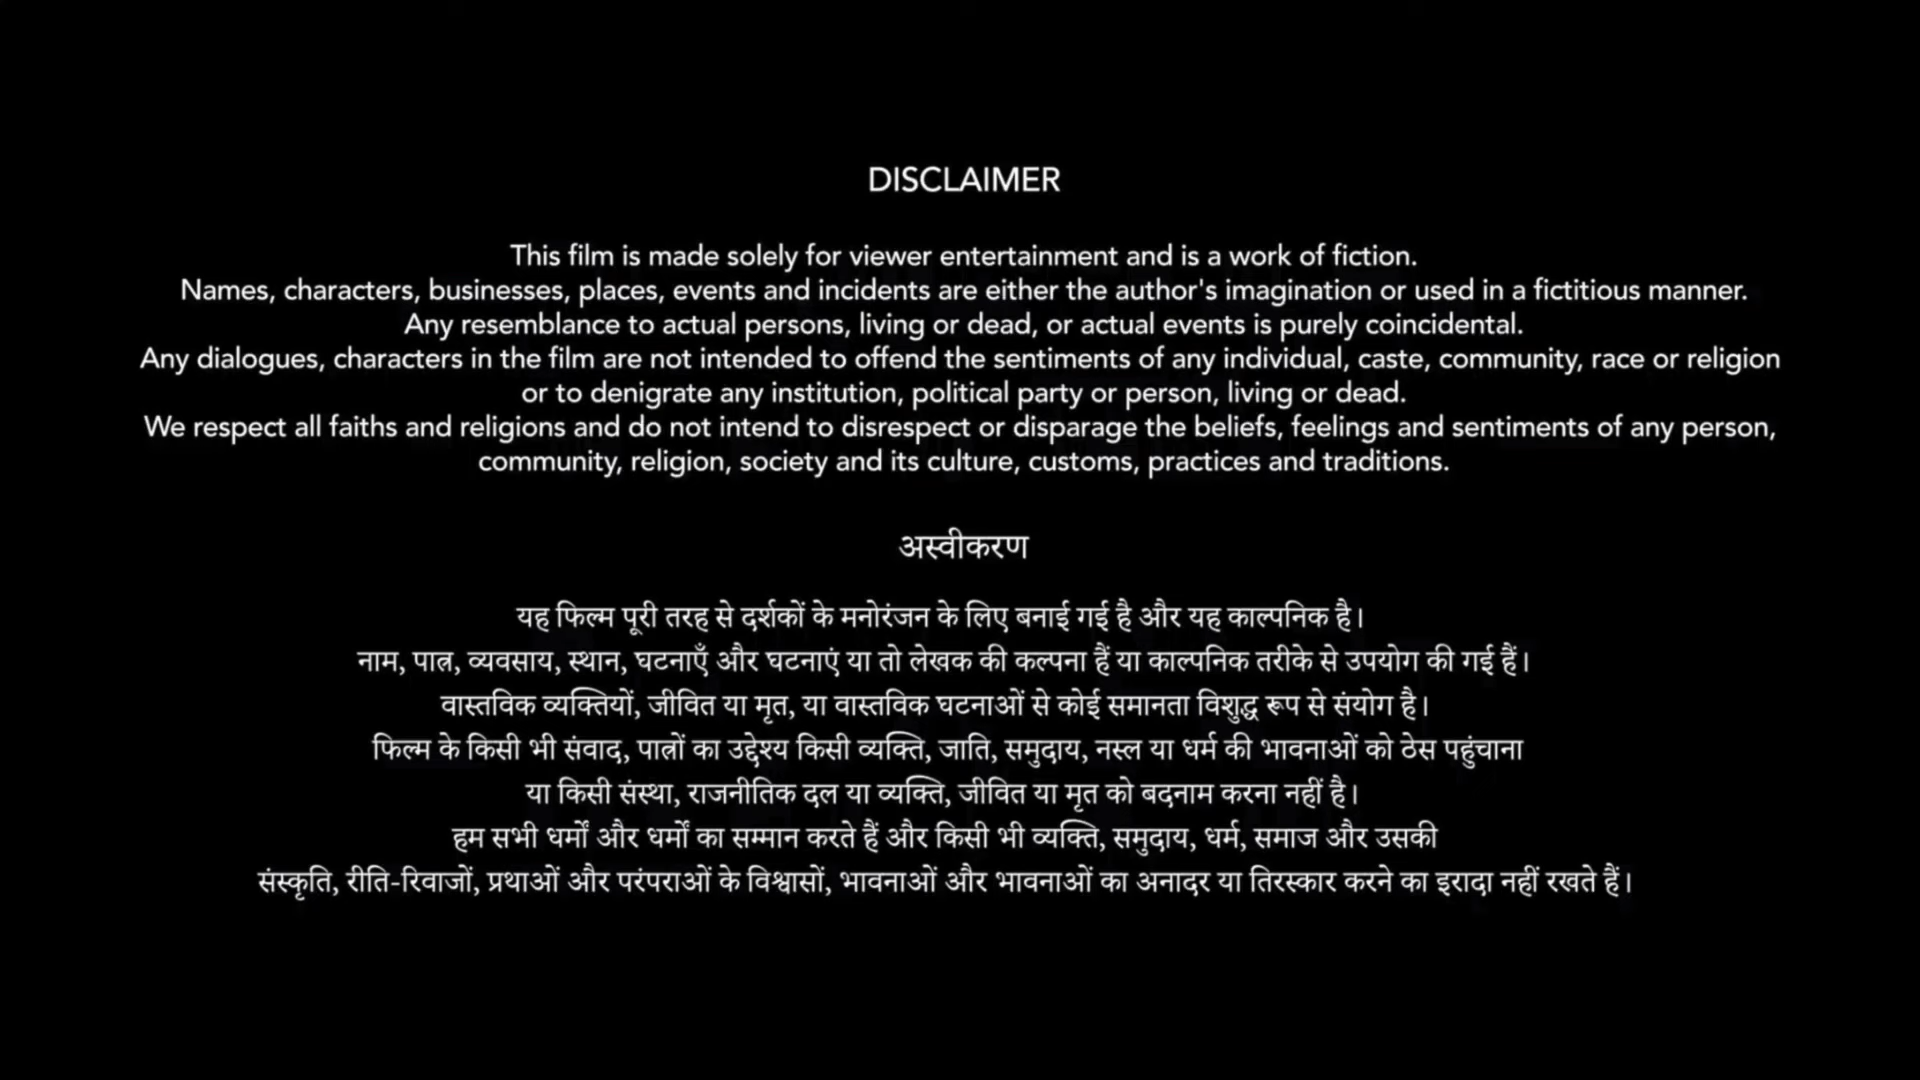 DISCLAIMER
This film is made solely for viewer entertainment and is a work of fiction.
Names, characters, businesses, places, events and incidents are either the author's imagination or used in a fictitious manner.
Any resemblance to actual persons, living or dead, or actual events is purely coincidental.
Any dialogues, characters in the film are not intended to offend the sentiments of any individual, caste, community, race or religion
or to denigrate any institution, political party or person, living or dead.
We respect all faiths and religions and do not intend to disrespect or disparage the beliefs, feelings and sentiments of any person,
community, religion, society and its culture, customs, practices and traditions.
अस्वीकरण
यह फिल्म पूरी तरह से दर्शकों के मनोरंजन के लिए बनाई गई है और यह काल्पनिक है।
नाम, पात्र, व्यवसाय, स्थान, घटनाएँ और घटनाएं या तो लेखक की कल्पना हैं या काल्पनिक तरीके से उपयोग की गई हैं।
वास्तविक व्यक्तियों, जीवित या मृत, या वास्तविक घटनाओं से कोई समानता विशुद्ध रूप से संयोग है।
फिल्म के किसी भी संवाद, पात्रों का उद्देश्य किसी व्यक्ति, जाति, समुदाय, नस्ल या धर्म की भावनाओं को ठेस पहुंचाना
या किसी संस्था, राजनीतिक दल या व्यक्ति, जीवित या मृत को बदनाम करना नहीं है।
हम सभी धर्मों और धर्मों का सम्मान करते हैं और किसी भी व्यक्ति, समुदाय, धर्म, समाज और उसकी
संस्कृति, रीति-रिवाजों, प्रथाओं और परंपराओं के विश्वासों, भावनाओं और भावनाओं का अनादर या तिरस्कार करने का इरादा नहीं रखते हैं।